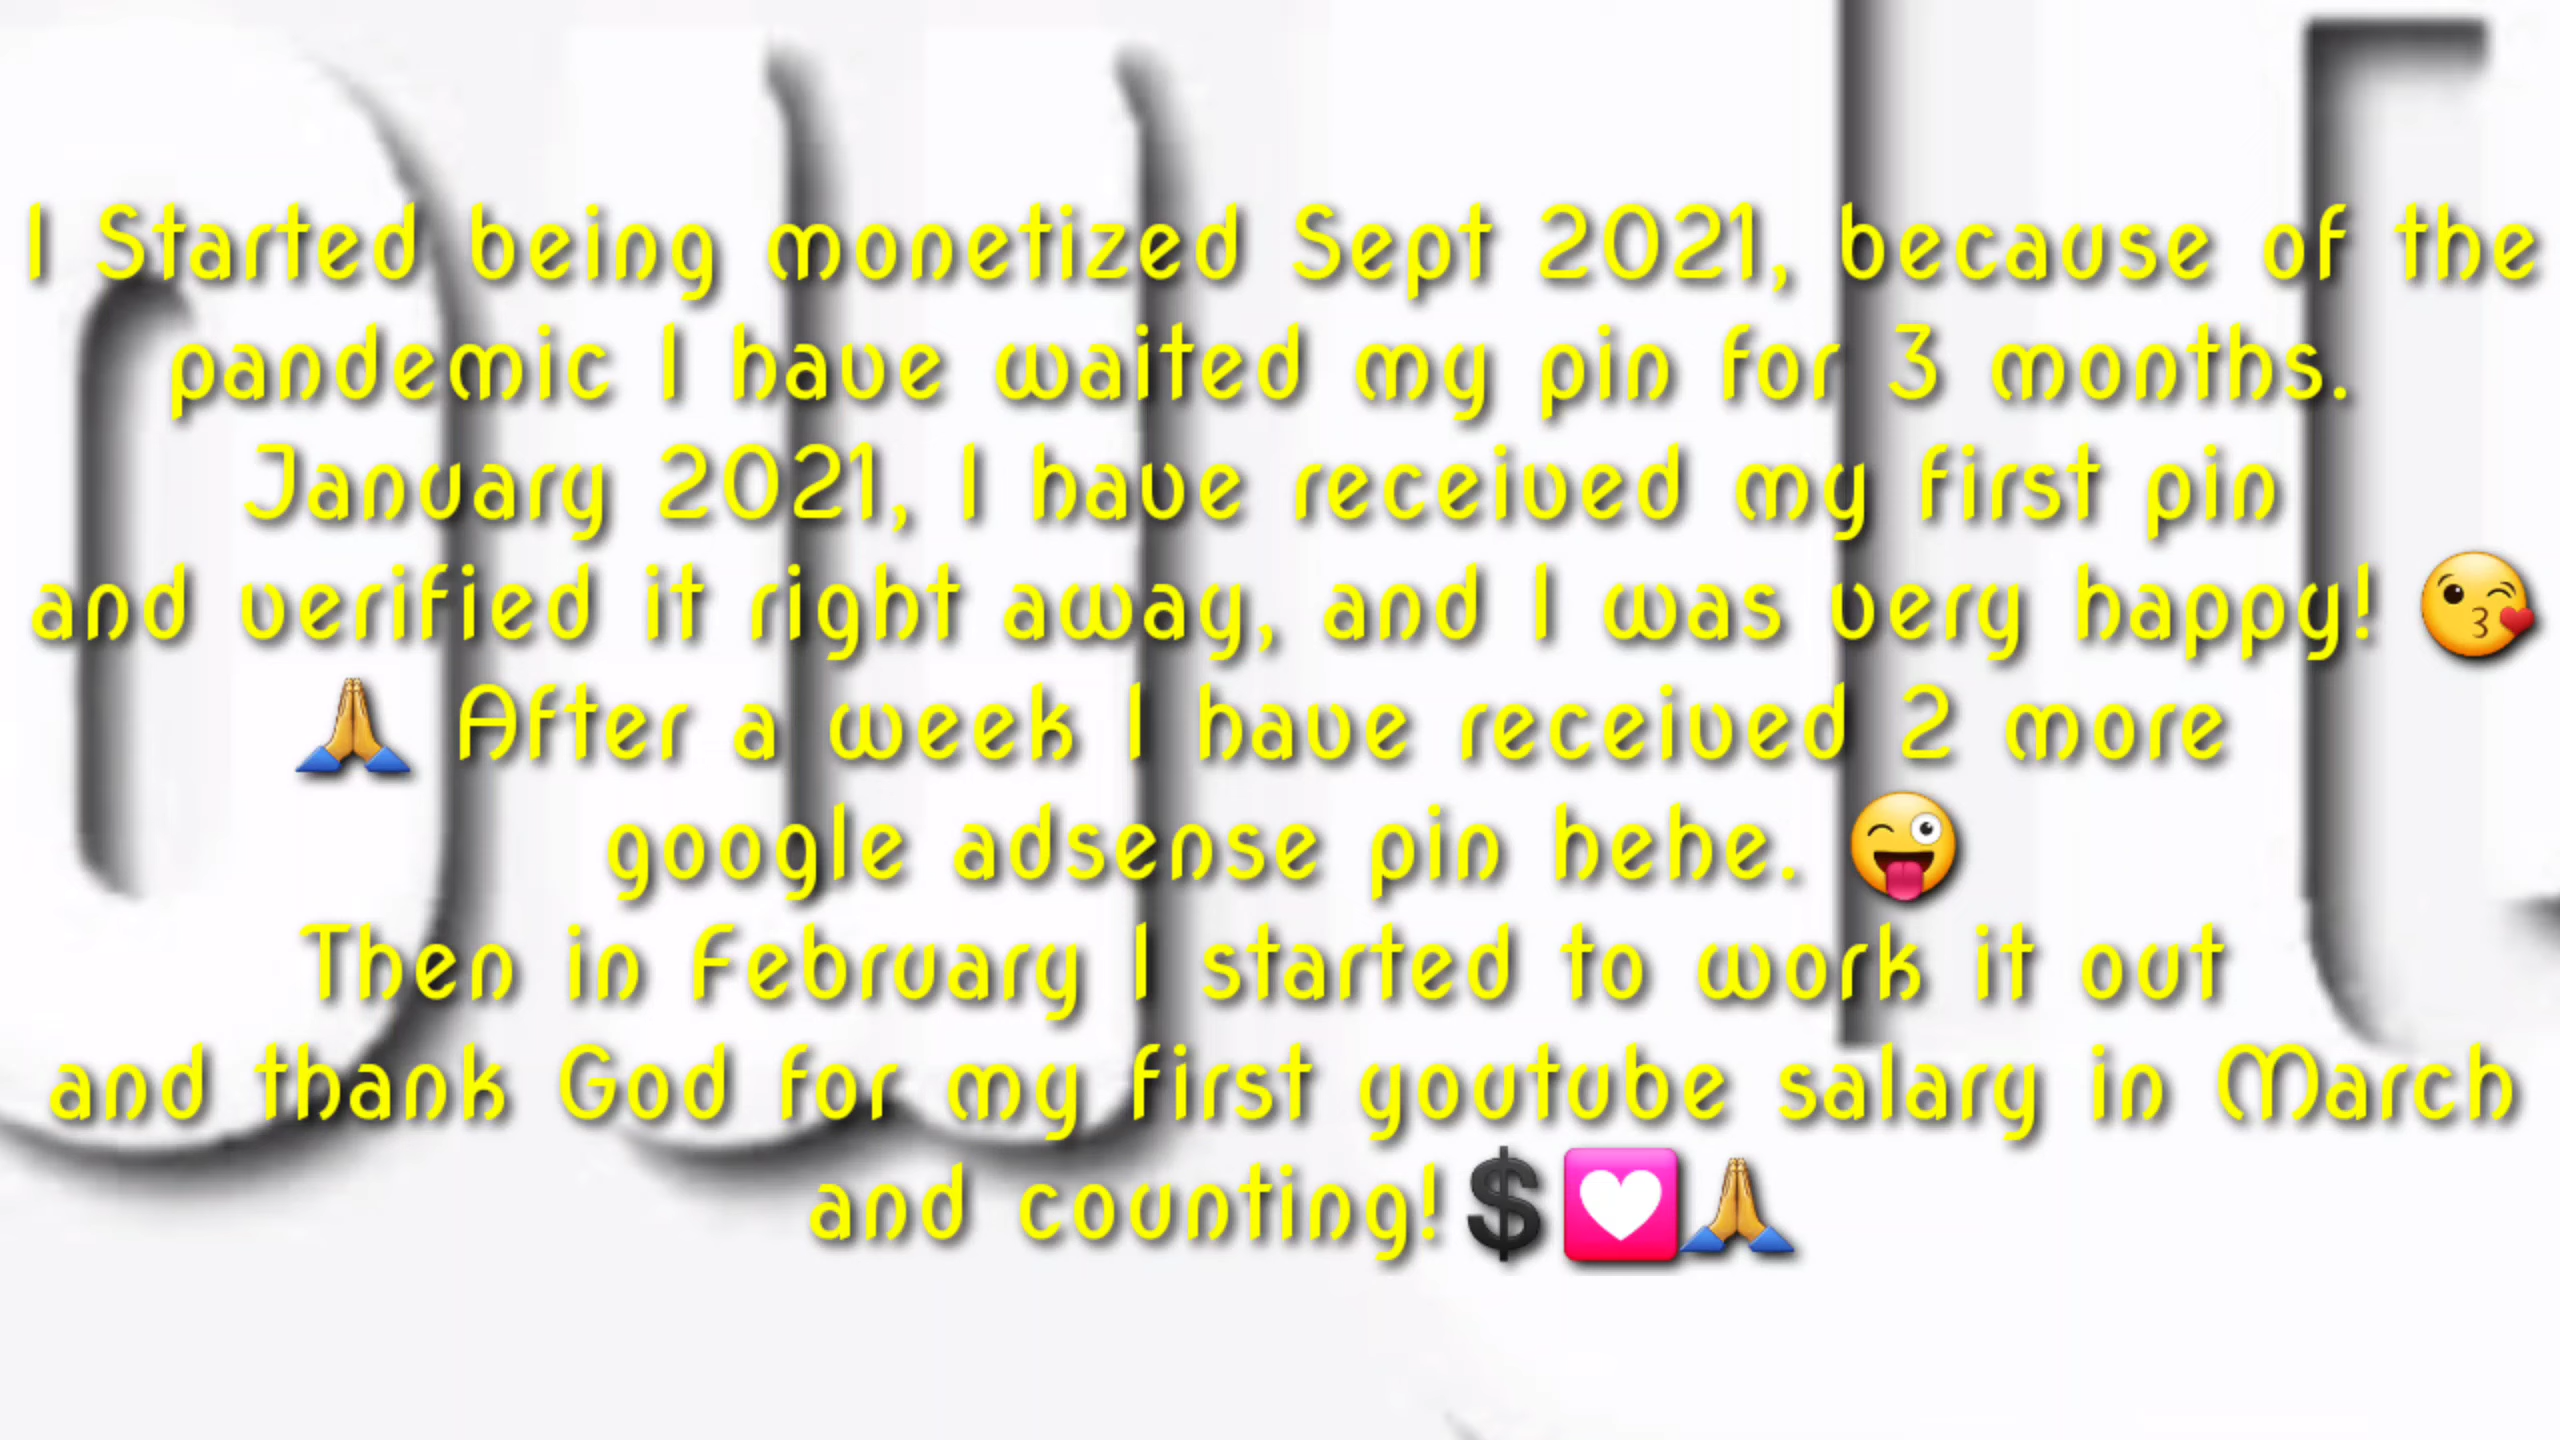 I Started being monetized Sept 2021, because of the
pandemic I have waited my pin for 3 months.
January 2021, I have received my first pin
and verified it right away, and I was very happy! 😘
🙏 After a week I have received 2 more
google adsense pin hehe. 😜
Then in February I started to work it out
and thank God for my first youtube salary in March
and counting!💲💟🙏